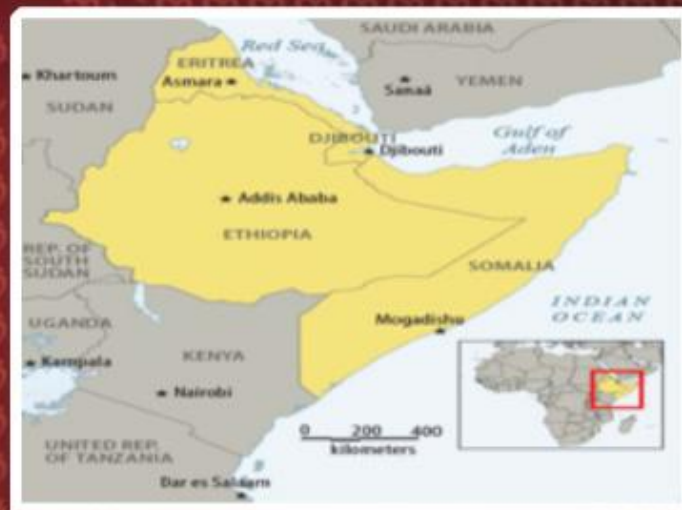 SAUDI ARABIA
Red Sea
ERITREA
Khartoum
Asmara
YEMEN
Sanaá
SUDAN
DJIBOUTI
Gulf of
Aden
Djibouti
Addis Ababa
ETHIOPIA
REP. OF
SOUTH
SUDAN
SOMALIA
INDIAN
OCEAN
UGANDA
Mogadishu
KENYA
Kampala
Nairobi
0 200 400
kilometers
UNITED REP.
OF TANZANIA
Dar es Salaam